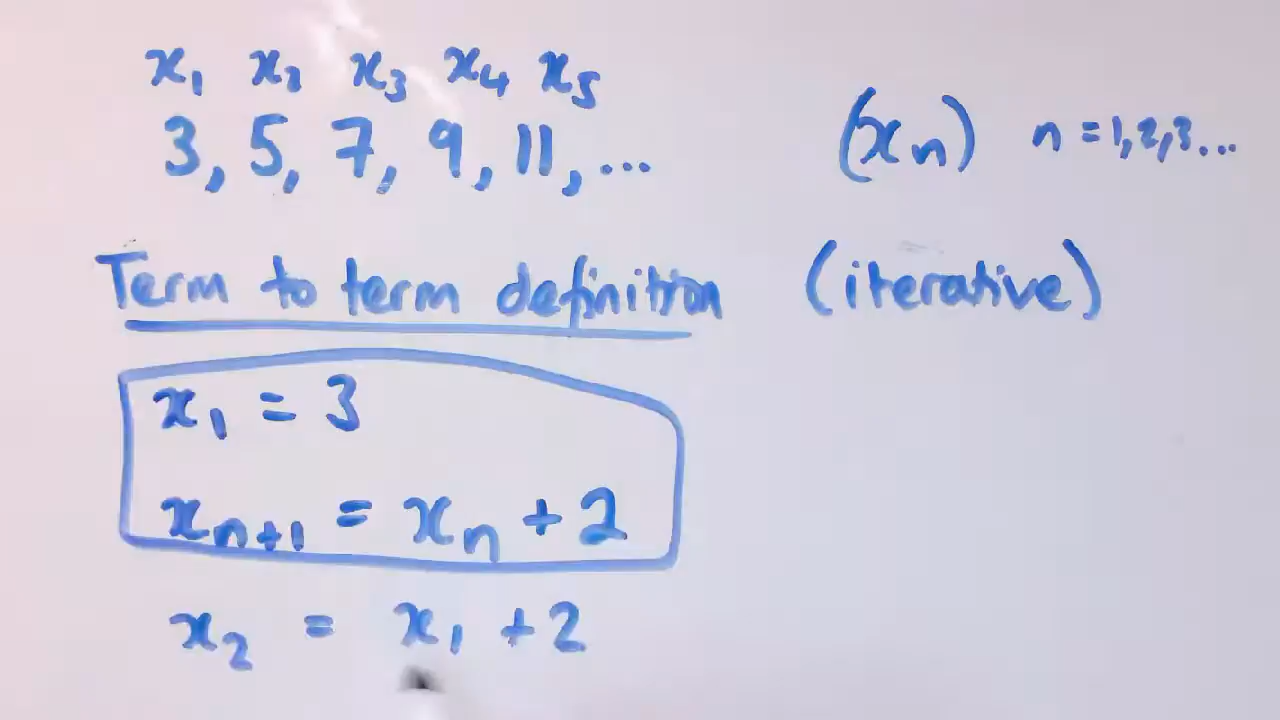 x₁ x₂ x₃ x₄ x₅
3, 5, 7, 9, 11, ...
(xₙ) n = 1, 2, 3...
Term to term definition (iterative)
x₁ = 3
xₙ₊₁ = xₙ + 2
x₂ = x₁ + 2